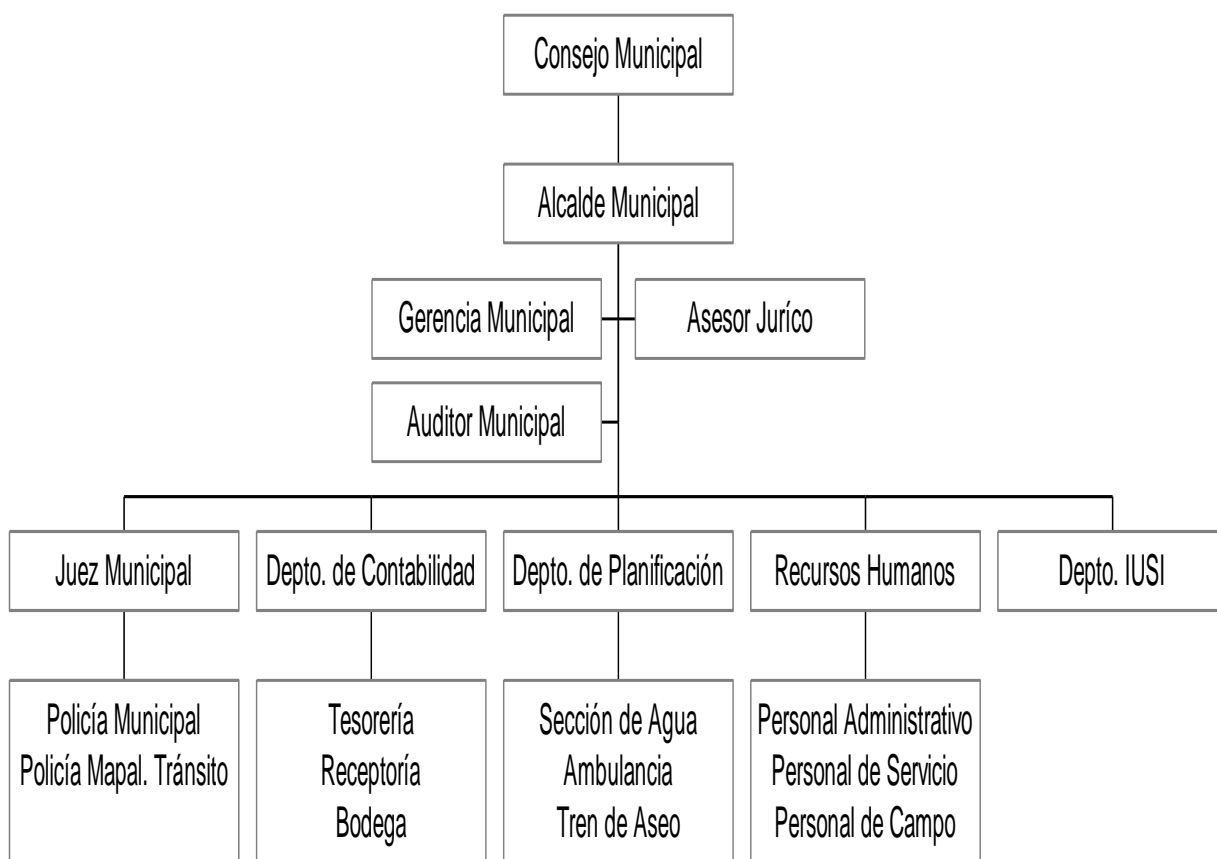 Consejo Municipal
Alcalde Municipal
Gerencia Municipal
Asesor Juríco
Auditor Municipal
Juez Municipal
Depto. de Contabilidad
Depto. de Planificación
Recursos Humanos
Depto. IUSI
Policía Municipal
Policía Mapal. Tránsito
Tesorería
Receptoría
Bodega
Sección de Agua
Ambulancia
Tren de Aseo
Personal Administrativo
Personal de Servicio
Personal de Campo